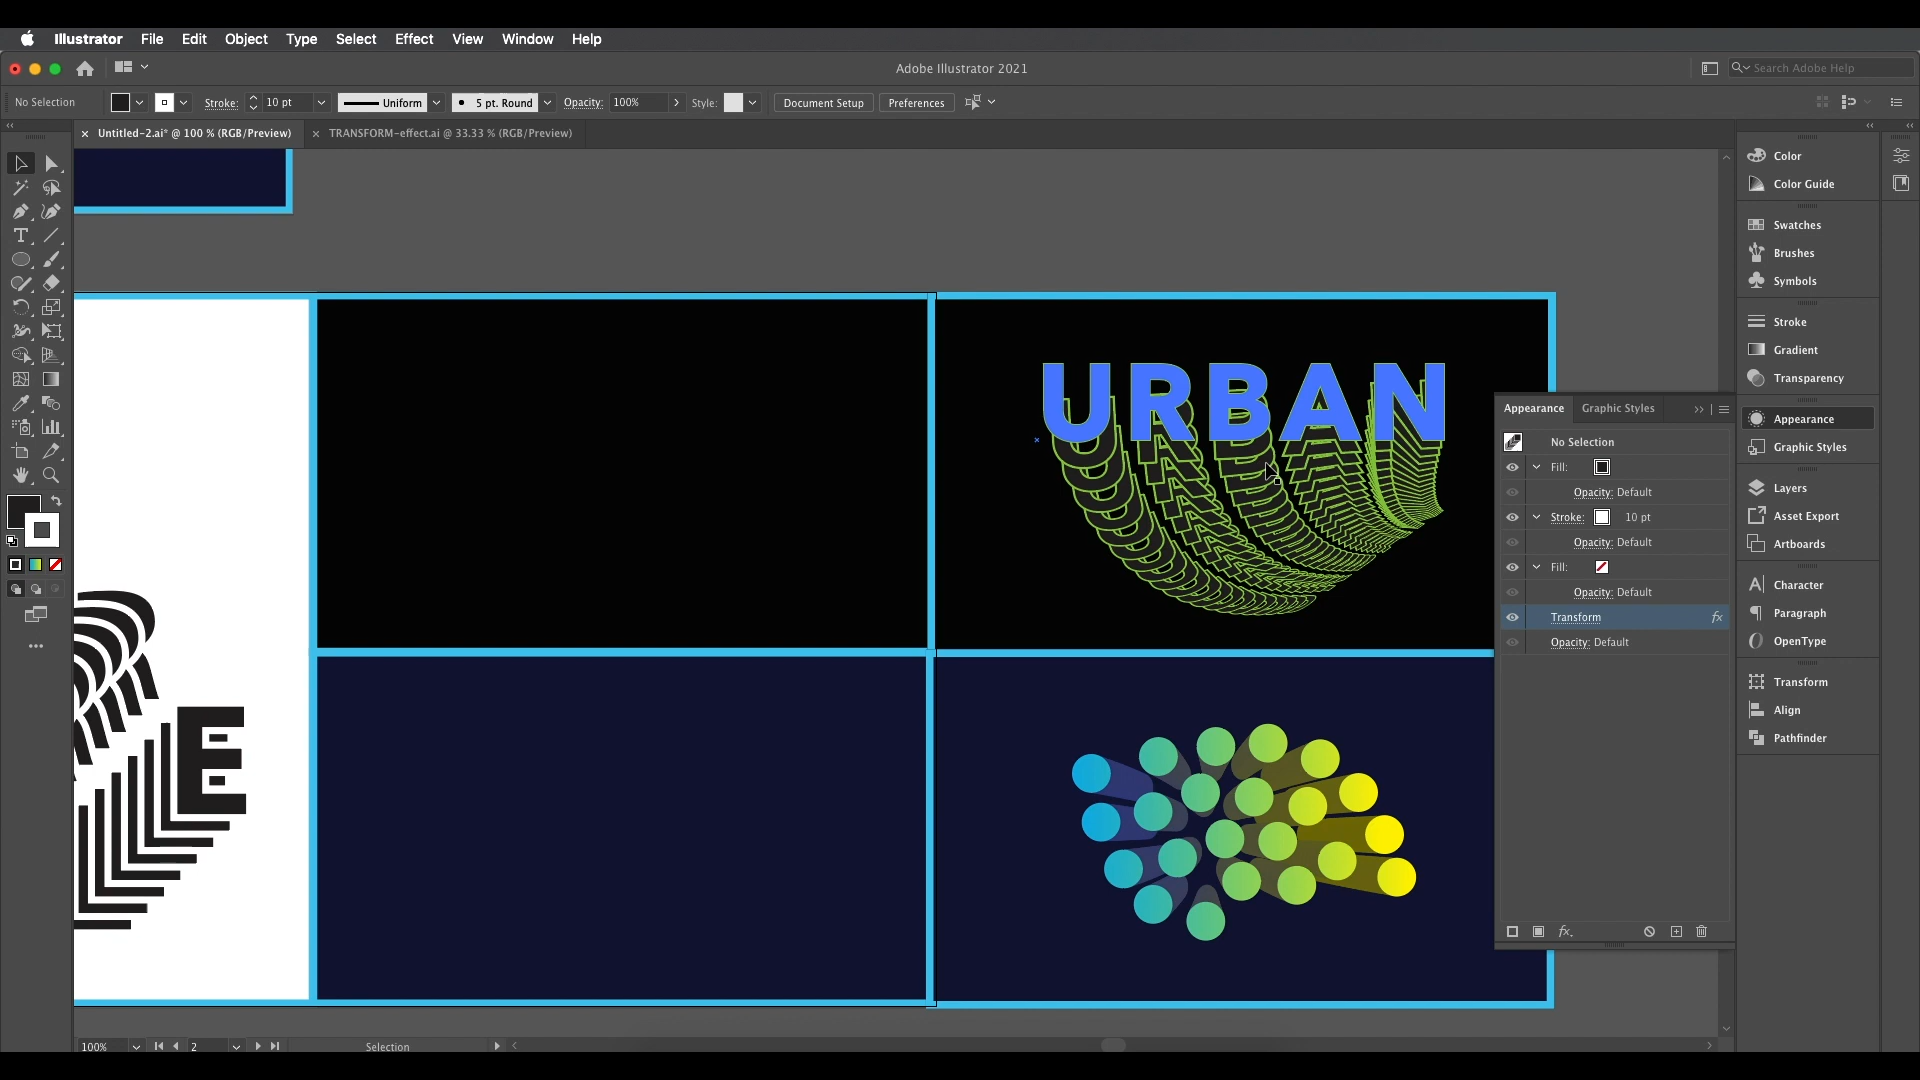 Illustrator File Edit Object Type Select Effect View Window Help
Adobe Illustrator 2021
Search Adobe Help
No Selection Stroke: 10 pt Uniform 5 pt. Round Opacity: 100% Style: Document Setup Preferences
× Untitled-2.ai* @ 100 % (RGB/Preview) × TRANSFORM-effect.ai @ 33.33 % (RGB/Preview)
Color
Color Guide
Swatches
Brushes
Symbols
Stroke
Gradient
Transparency
Appearance
Graphic Styles
Layers
Asset Export
Artboards
Character
Paragraph
OpenType
Transform
Align
Pathfinder
URBAN
E
Appearance Graphic Styles
No Selection
Fill:
Opacity: Default
Stroke: 10 pt
Opacity: Default
Fill:
Opacity: Default
Transform fx
Opacity: Default
fx
100% 2 Selection